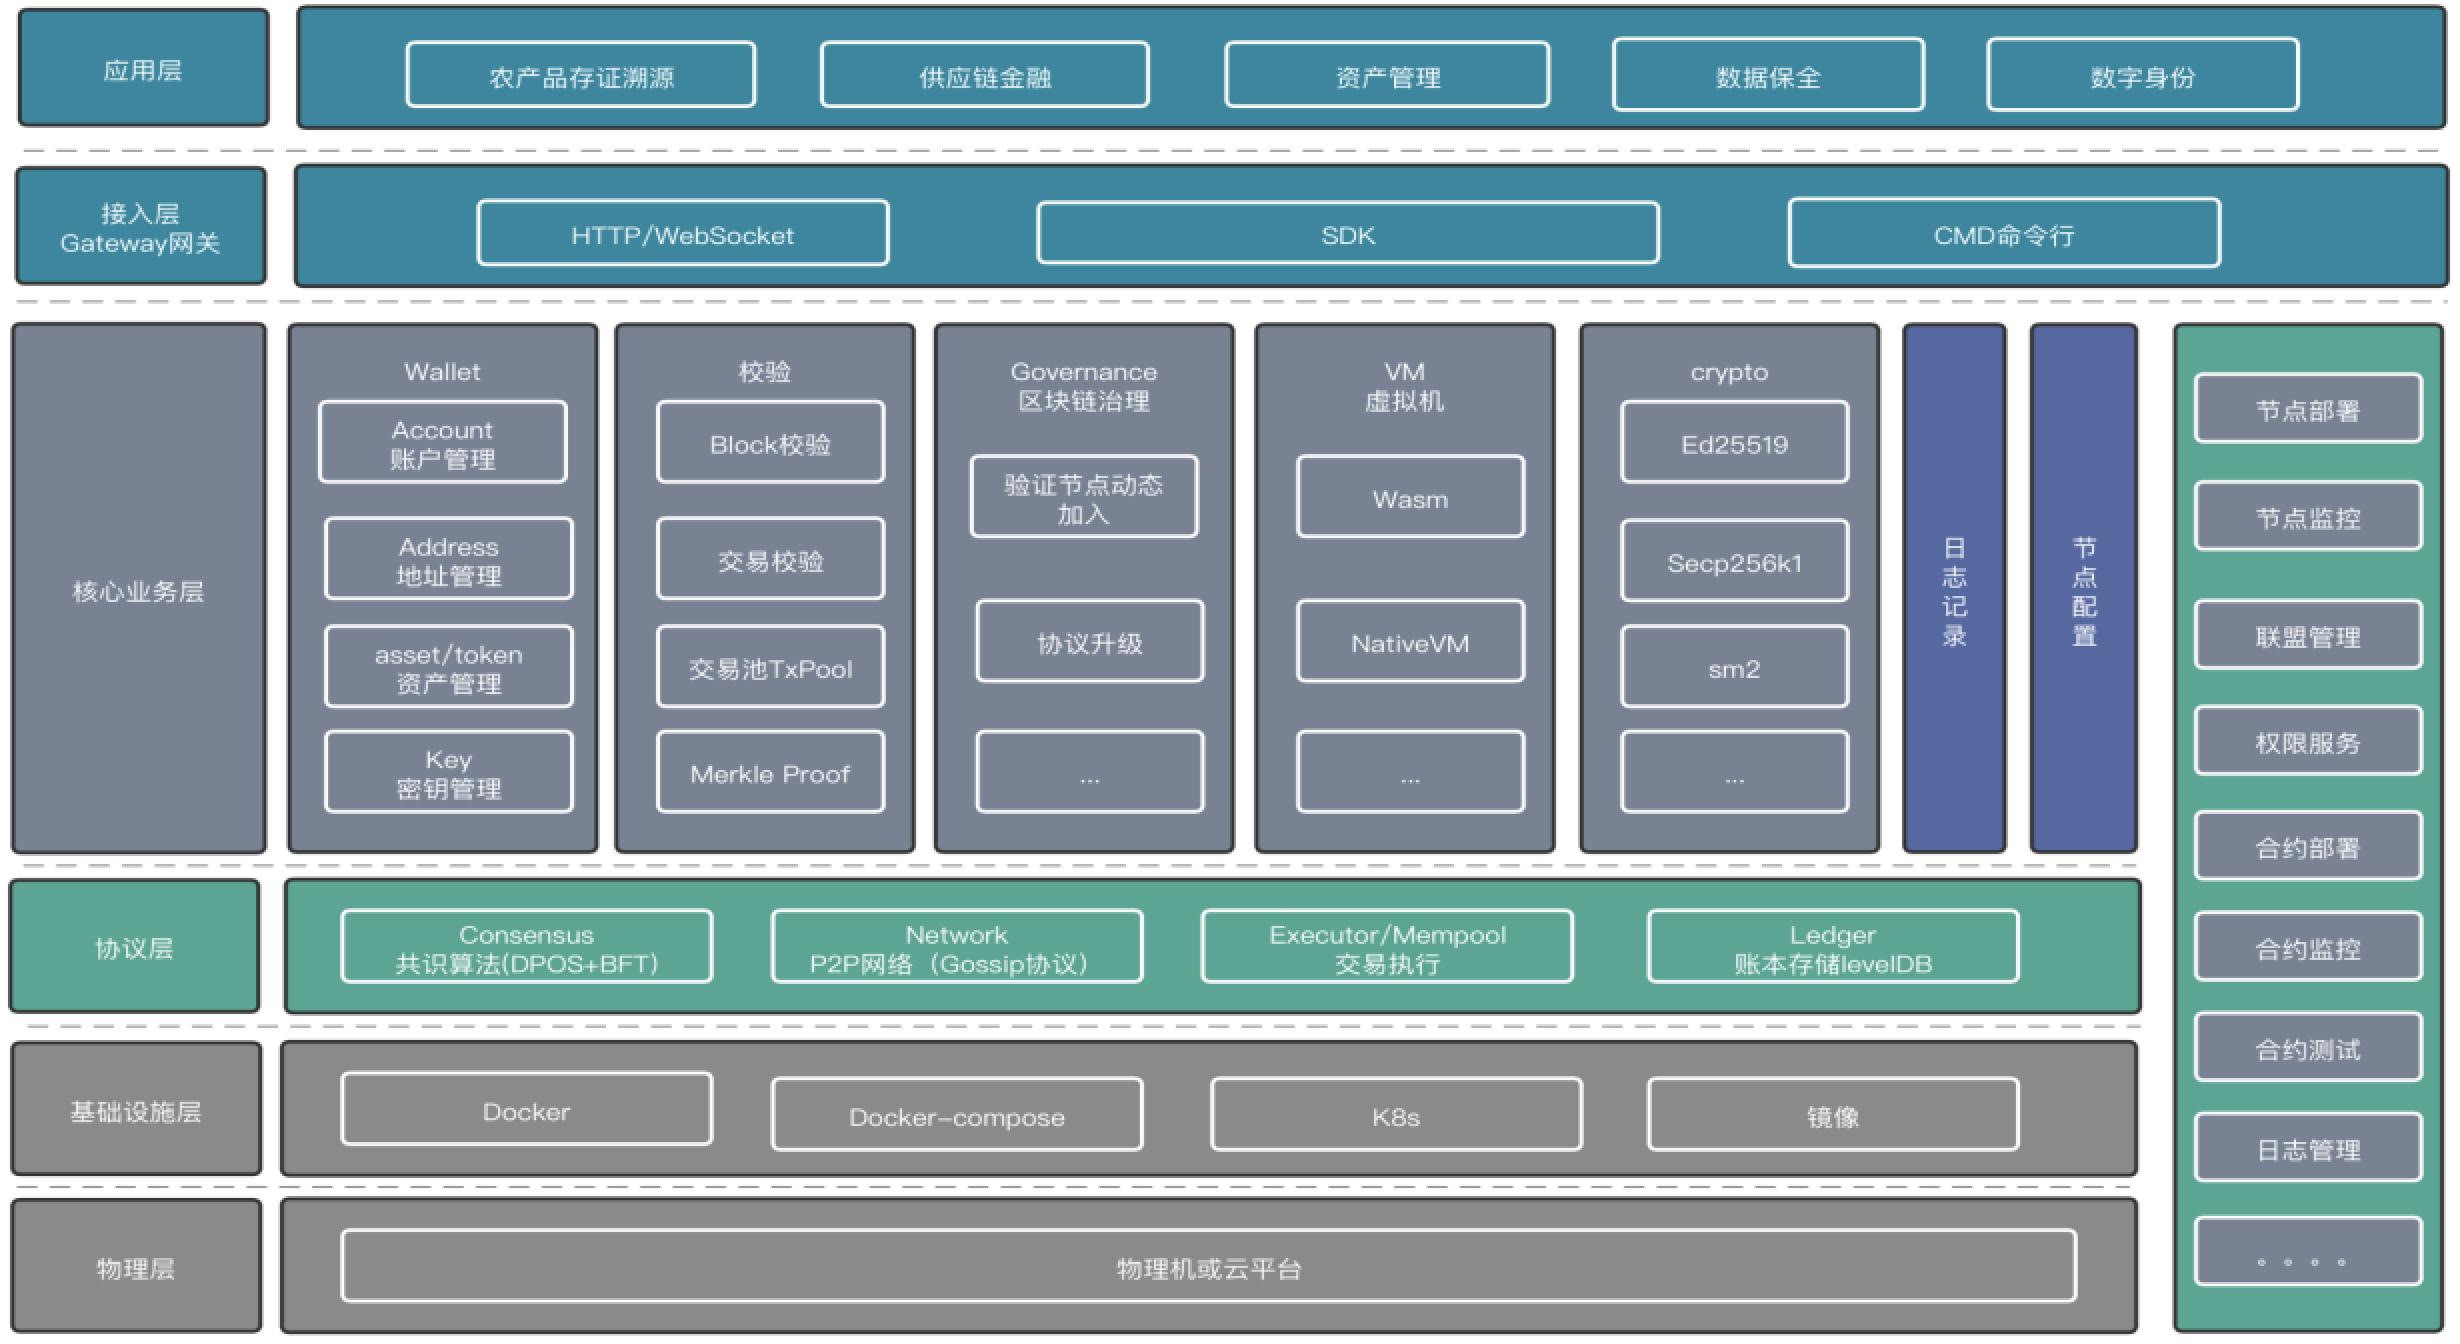 应用层
农产品存证溯源
供应链金融
资产管理
数据保全
数字身份
接入层
Gateway网关
HTTP/WebSocket
SDK
CMD命令行
核心业务层
Wallet
Account
账户管理
Address
地址管理
asset/token
资产管理
Key
密钥管理
校验
Block校验
交易校验
交易池TxPool
Merkle Proof
Governance
区块链治理
验证节点动态
加入
协议升级
...
VM
虚拟机
Wasm
NativeVM
...
crypto
Ed25519
Secp256k1
sm2
...
日志记录
节点配置
节点部署
节点监控
联盟管理
权限服务
合约部署
合约监控
合约测试
日志管理
。。。。
协议层
Consensus
共识算法(DPOS+BFT)
Network
P2P网络（Gossip协议）
Executor/Mempool
交易执行
Ledger
账本存储levelDB
基础设施层
Docker
Docker-compose
K8s
镜像
物理层
物理机或云平台